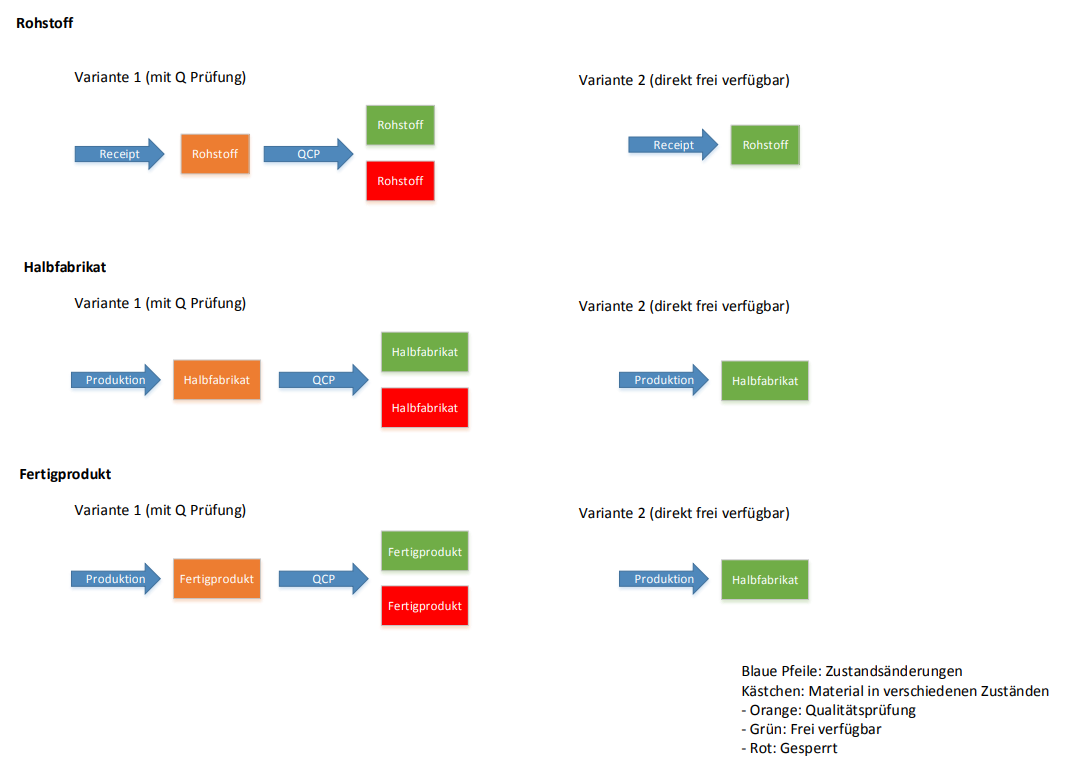 Rohstoff
Variante 1 (mit Q Prüfung)
Variante 2 (direkt frei verfügbar)
Receipt
Rohstoff
QCP
Rohstoff
Rohstoff
Receipt
Rohstoff
Halbfabrikat
Variante 1 (mit Q Prüfung)
Variante 2 (direkt frei verfügbar)
Produktion
Halbfabrikat
QCP
Halbfabrikat
Halbfabrikat
Produktion
Halbfabrikat
Fertigprodukt
Variante 1 (mit Q Prüfung)
Variante 2 (direkt frei verfügbar)
Produktion
Fertigprodukt
QCP
Fertigprodukt
Fertigprodukt
Produktion
Halbfabrikat
Blaue Pfeile: Zustandsänderungen
Kästchen: Material in verschiedenen Zuständen
- Orange: Qualitätsprüfung
- Grün: Frei verfügbar
- Rot: Gesperrt